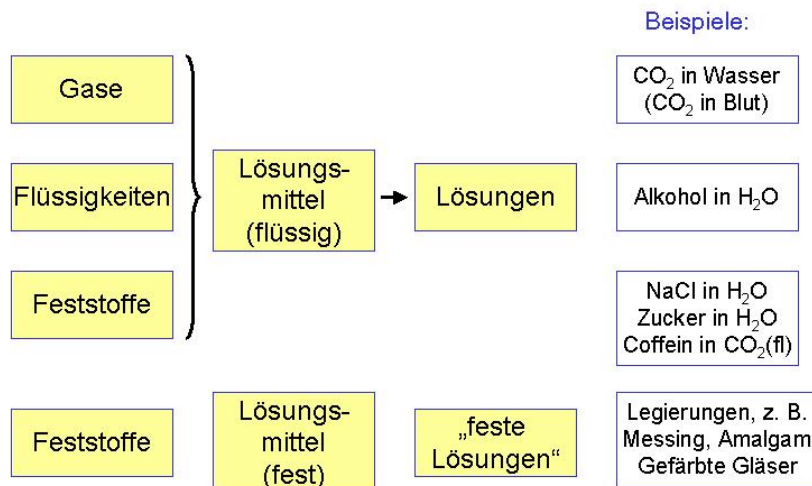 Beispiele:
Gase
CO₂ in Wasser
(CO₂ in Blut)
Flüssigkeiten
Lösungs-
mittel
(flüssig)
Lösungen
Alkohol in H₂O
Feststoffe
NaCl in H₂O
Zucker in H₂O
Coffein in CO₂(fl)
Feststoffe
Lösungs-
mittel
(fest)
„feste
Lösungen“
Legierungen, z. B.
Messing, Amalgam
Gefärbte Gläser